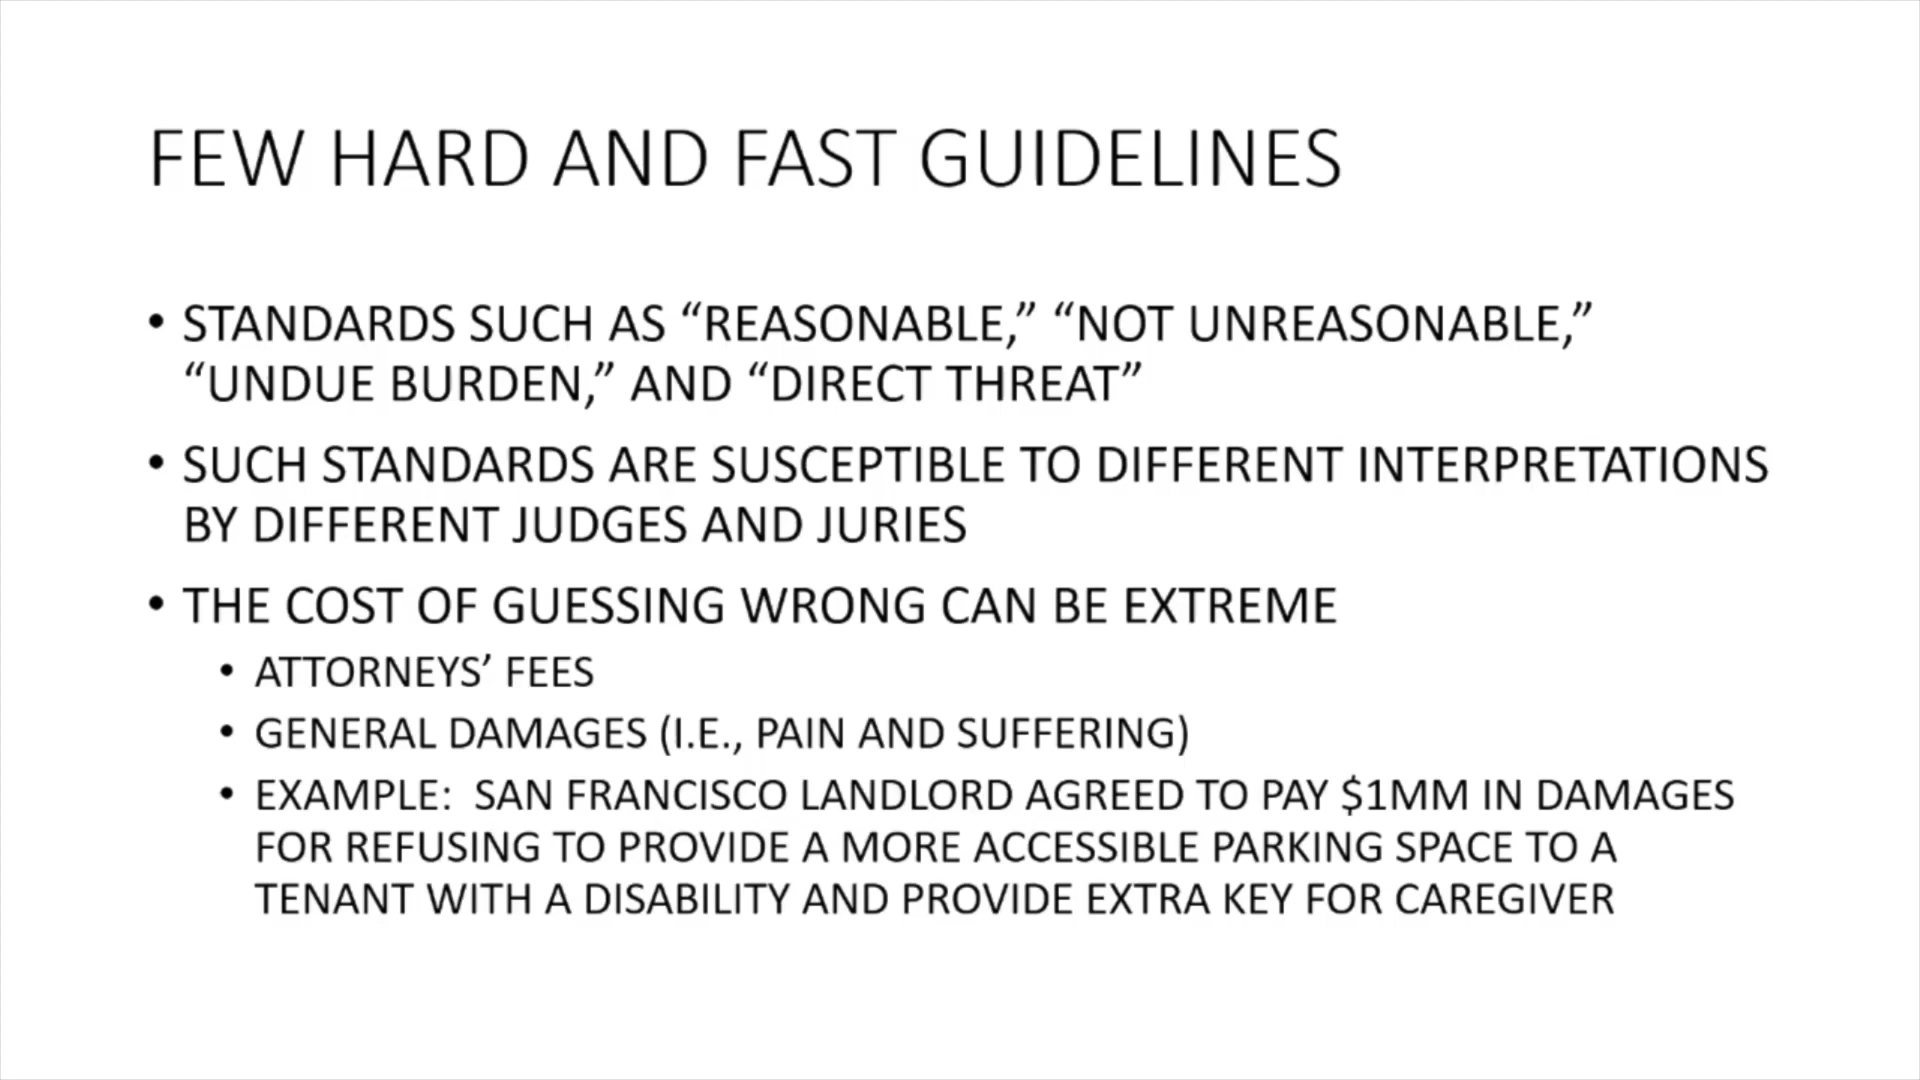 FEW HARD AND FAST GUIDELINES
• STANDARDS SUCH AS “REASONABLE,” “NOT UNREASONABLE,”
“UNDUE BURDEN,” AND “DIRECT THREAT”
• SUCH STANDARDS ARE SUSCEPTIBLE TO DIFFERENT INTERPRETATIONS
BY DIFFERENT JUDGES AND JURIES
• THE COST OF GUESSING WRONG CAN BE EXTREME
• ATTORNEYS’ FEES
• GENERAL DAMAGES (I.E., PAIN AND SUFFERING)
• EXAMPLE:  SAN FRANCISCO LANDLORD AGREED TO PAY $1MM IN DAMAGES
FOR REFUSING TO PROVIDE A MORE ACCESSIBLE PARKING SPACE TO A
TENANT WITH A DISABILITY AND PROVIDE EXTRA KEY FOR CAREGIVER